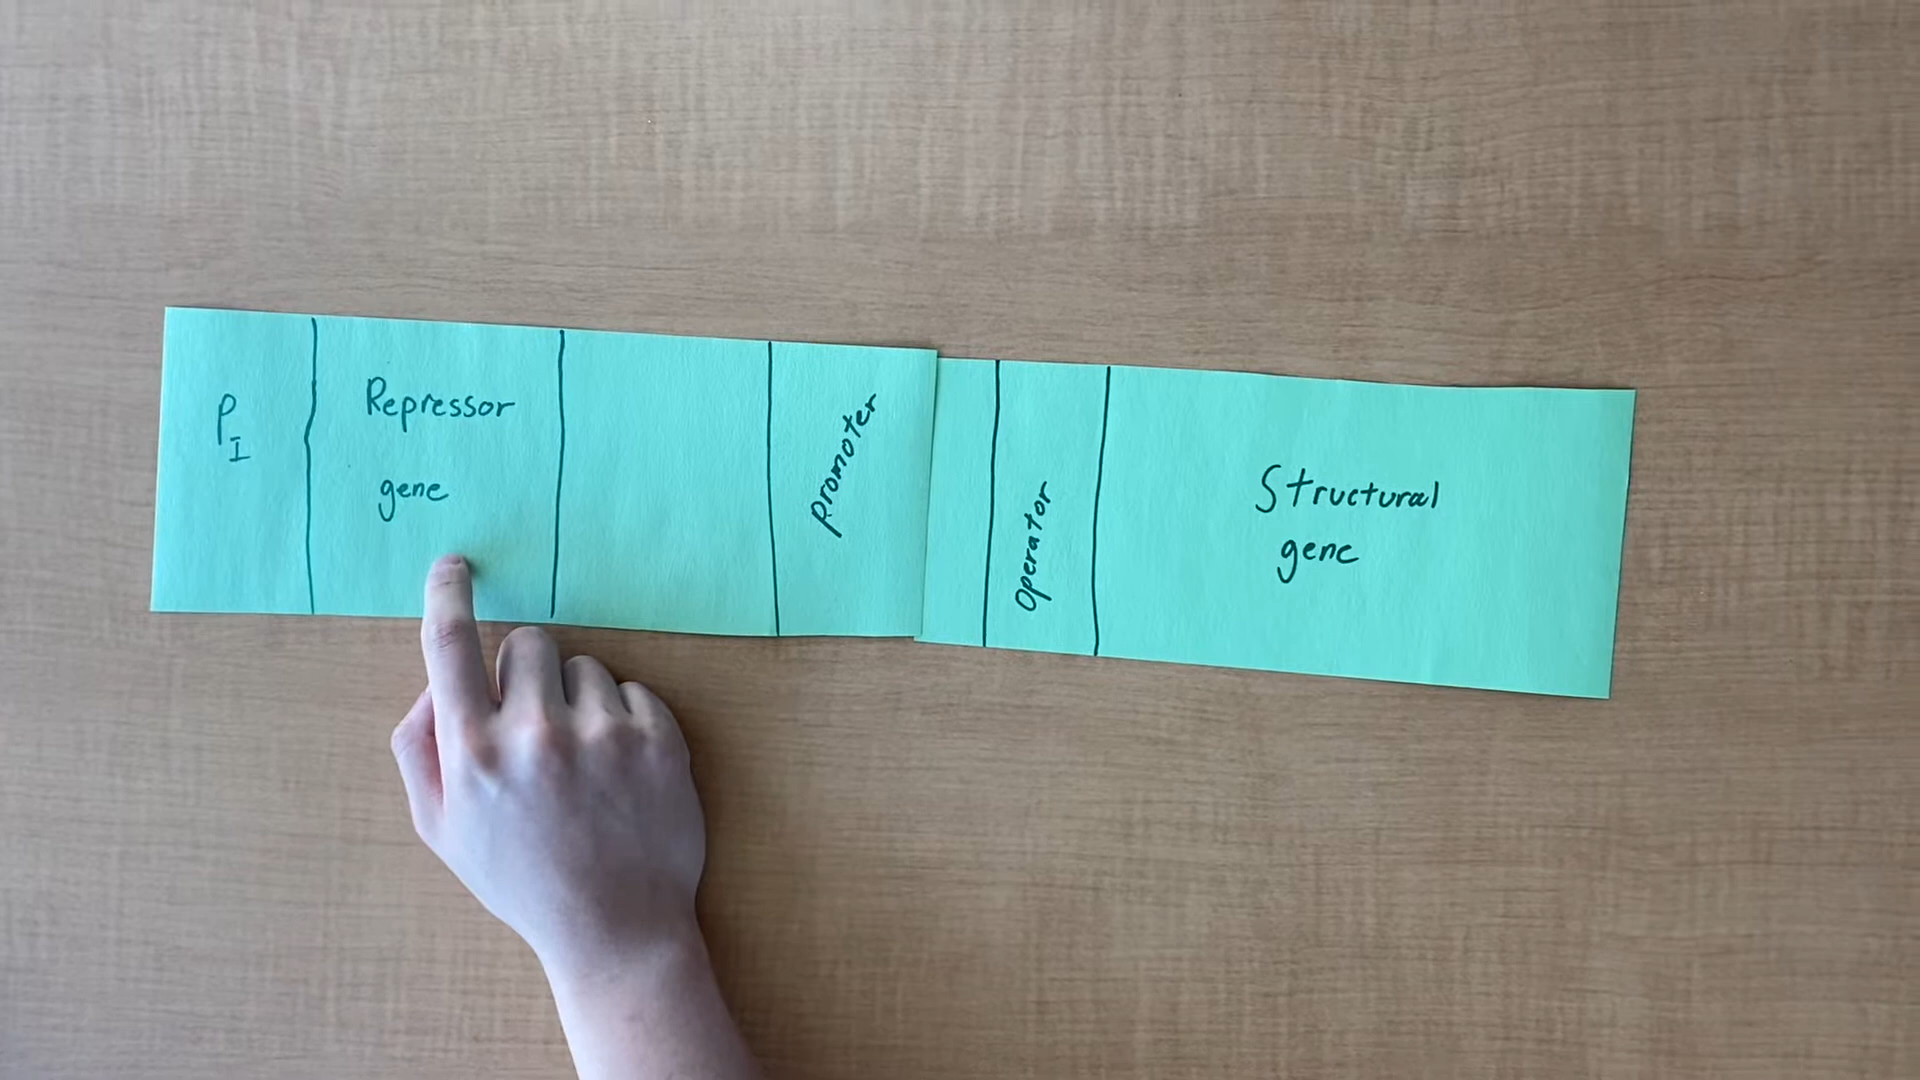 P
I
Repressor
gene
promoter
Operator
Structural
gene